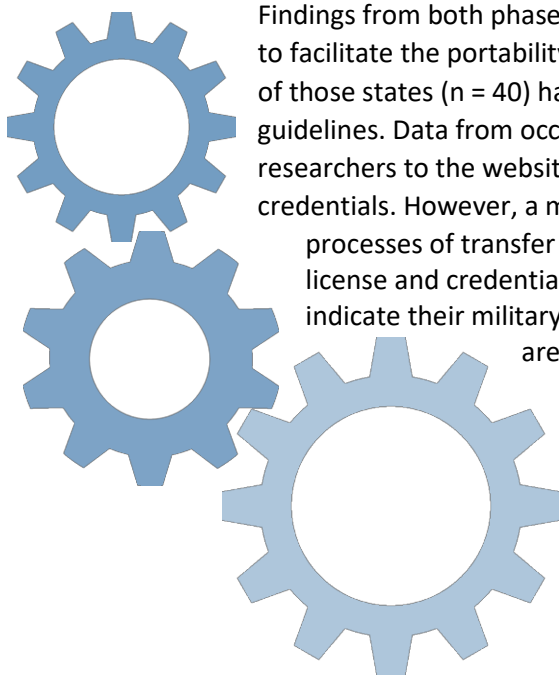 Findings from both phase
to facilitate the portability
of those states (n = 40) ha
guidelines. Data from occ
researchers to the websit
credentials. However, a m
processes of transfer
license and credentia
indicate their military
are